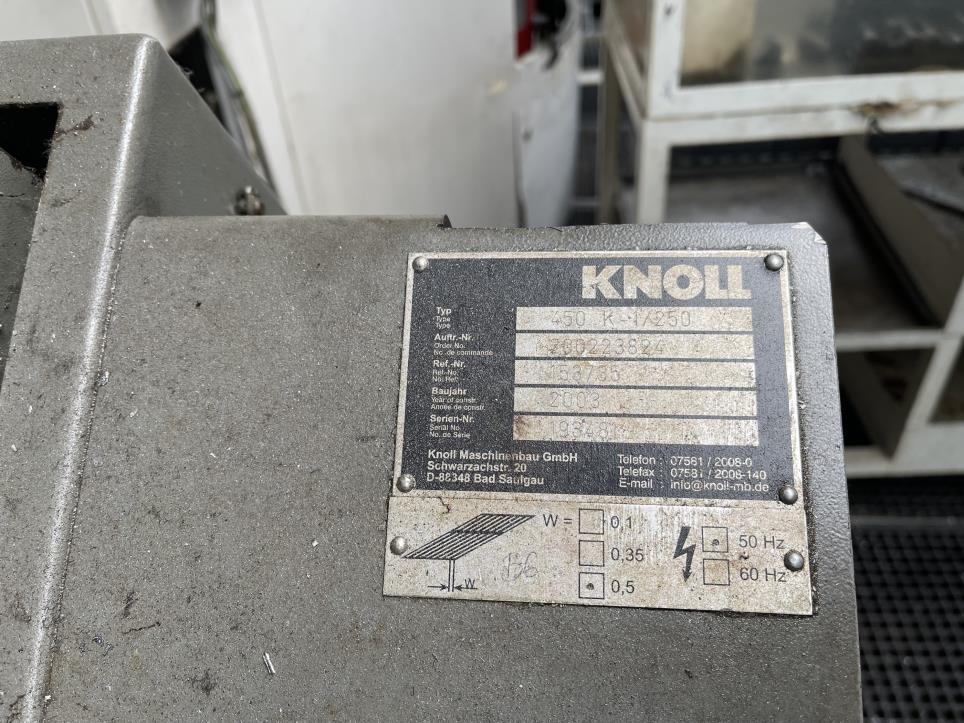 KNOLL
Typ
Type
Type
450 K-1/250
Auftr.-Nr.
Order No.
No. de commande
200223824
Ref.-Nr.
Ref.-No.
No. Ref.
Baujahr
Year of constr.
Année de constr.
2003
Serien-Nr.
Serial No.
No. de Série
Knoll Maschinenbau GmbH
Schwarzachstr. 20
D-88348 Bad Saulgau
Telefon : 07581 / 2008-0
Telefax : 07581 / 2008-140
E-mail : info@knoll-mb.de
W = 0,1
0,35
0,5
W
50 Hz
~
60 Hz